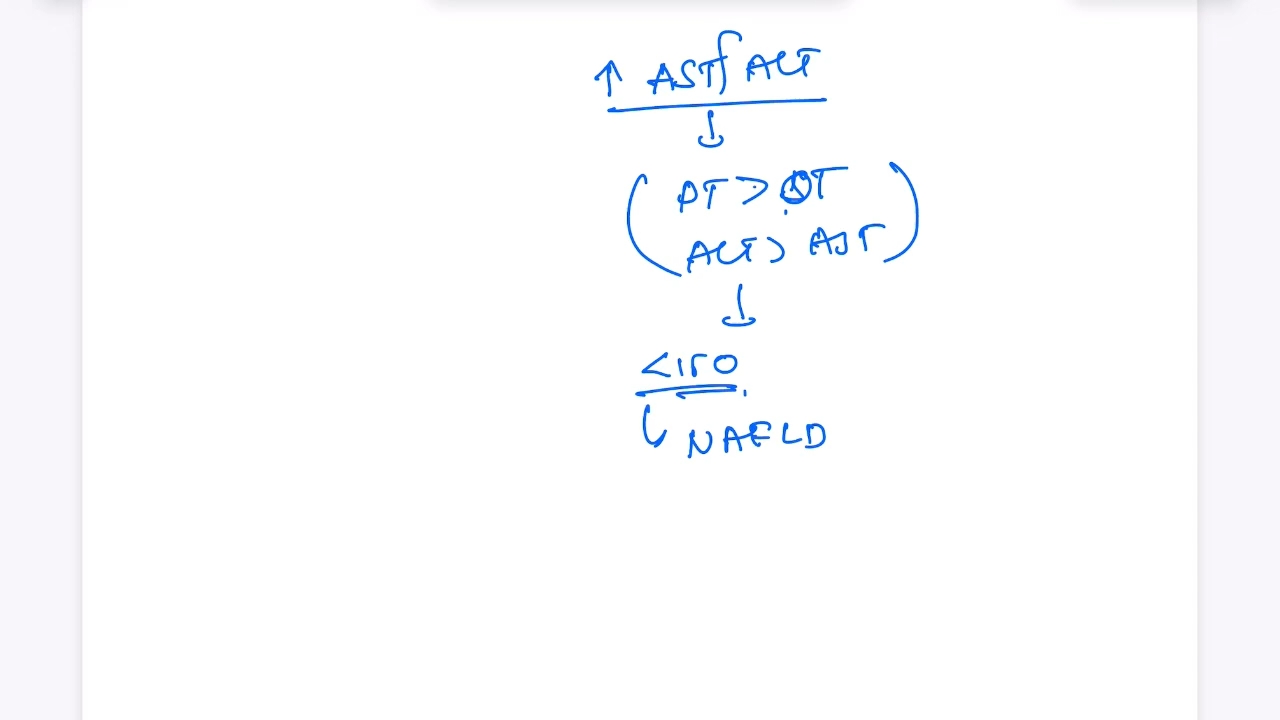 ↑ AST/ALT
PT > OT
ALT > AST
<150
NAFLD